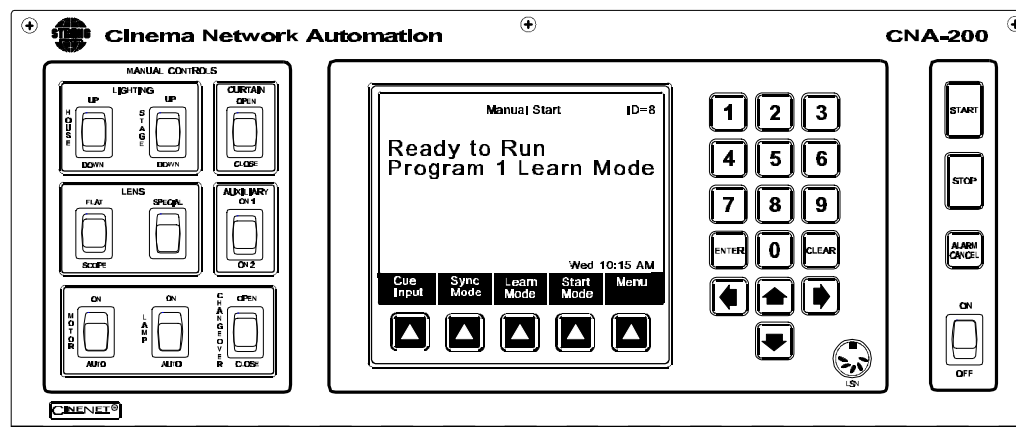 STRONG
Cinema Network Automation
CNA-200
MANUAL CONTROLS
LIGHTING
UP
UP
HOUSE
STAGE
DOWN
DOWN
CURTAIN
OPEN
CLOSE
LENS
FLAT
SPECIAL
SCOPE
AUXILIARY
ON 1
ON 2
ON
ON
OPEN
MOTOR
LAMP
CHANGEOVER
AUTO
AUTO
CLOSE
CINENET®
Manual Start
ID=8
Ready to Run
Program 1 Learn Mode
Wed 10:15 AM
Cue Input
Sync Mode
Learn Mode
Start Mode
Menu
1 2 3
4 5 6
7 8 9
ENTER 0 CLEAR
LSN
START
STOP
ALARM
CANCEL
ON
OFF